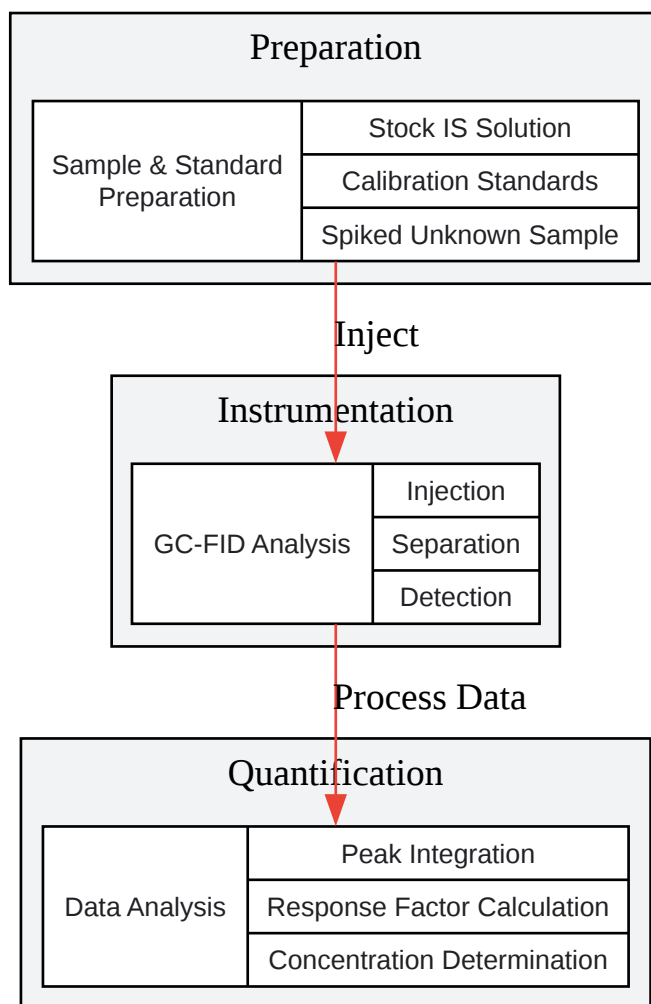 Preparation
Sample & Standard
Preparation
Stock IS Solution
Calibration Standards
Spiked Unknown Sample
Inject
Instrumentation
GC-FID Analysis
Injection
Separation
Detection
Process Data
Quantification
Data Analysis
Peak Integration
Response Factor Calculation
Concentration Determination